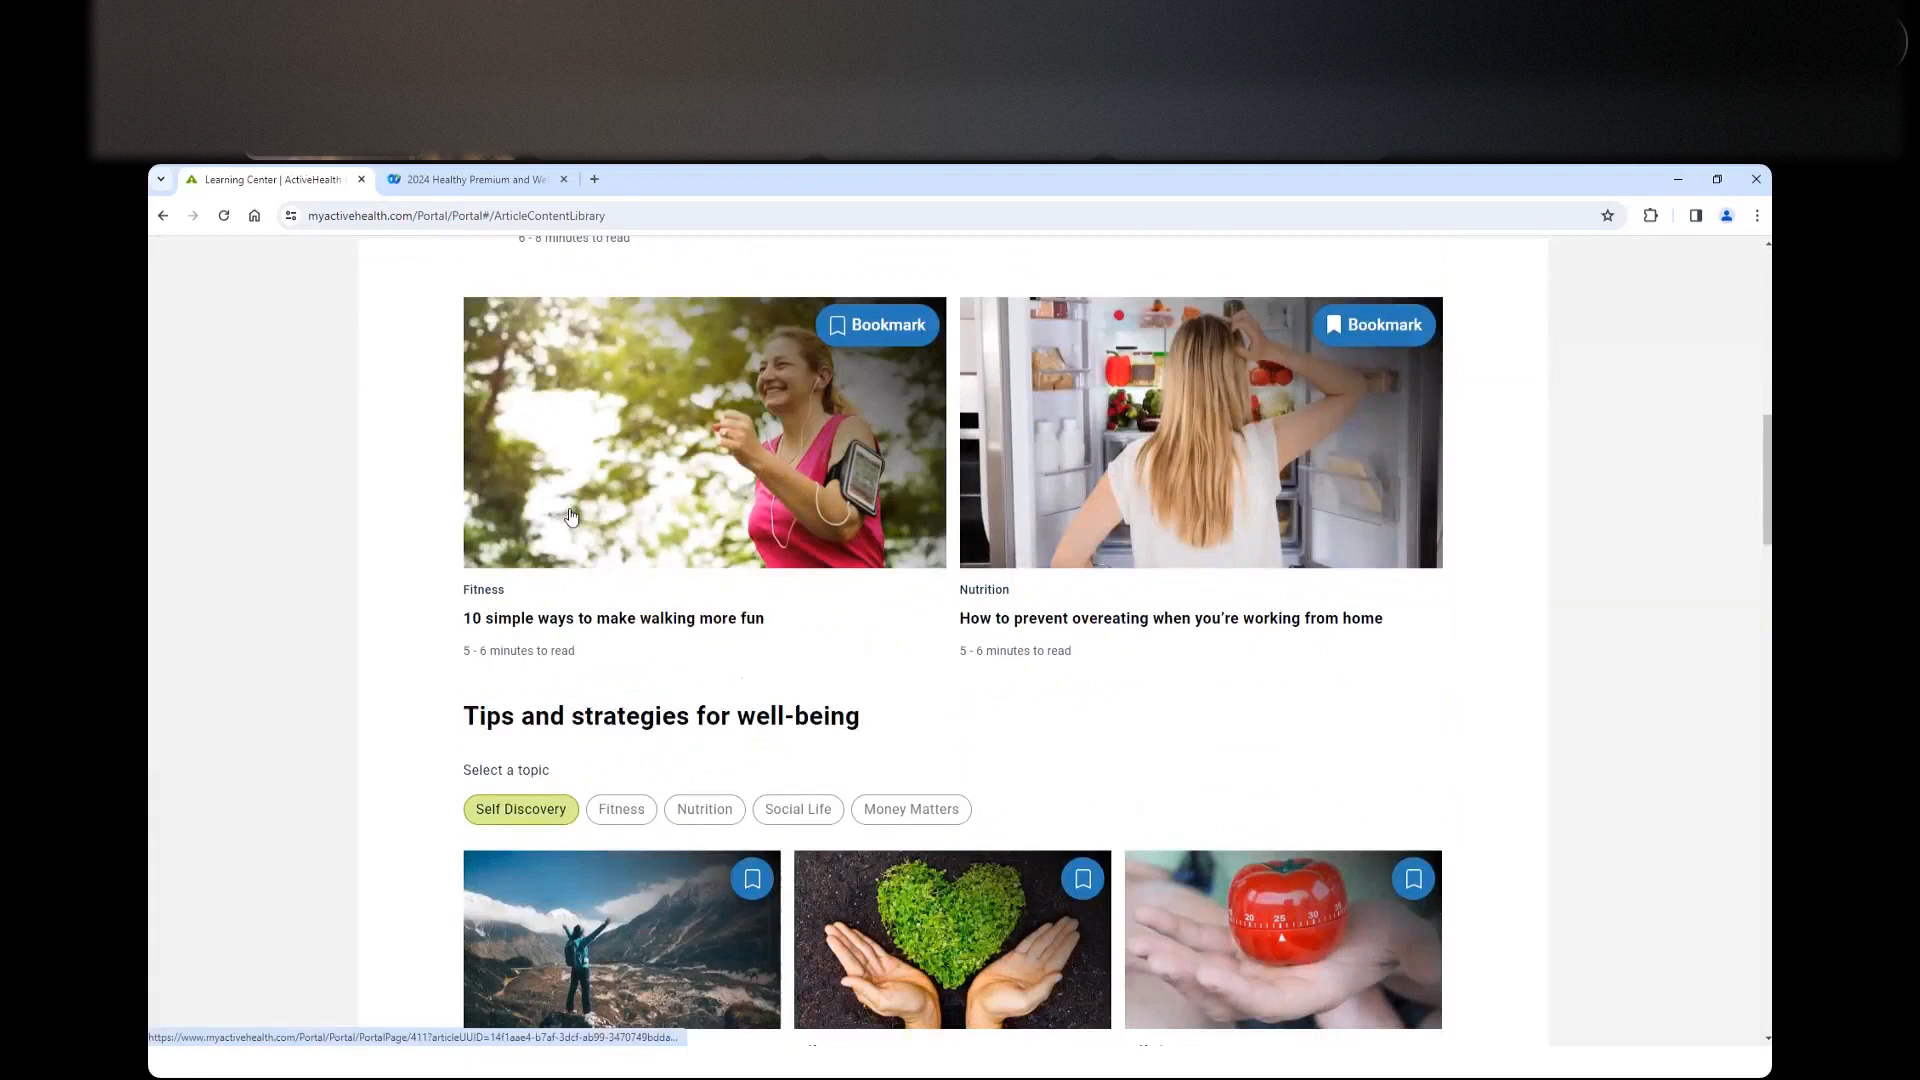 Learning Center | ActiveHealth
2024 Healthy Premium and We
myactivehealth.com/Portal/Portal#/ArticleContentLibrary
6 - 8 minutes to read
Bookmark
Bookmark
Fitness
10 simple ways to make walking more fun
5 - 6 minutes to read
Nutrition
How to prevent overeating when you’re working from home
5 - 6 minutes to read
Tips and strategies for well-being
Select a topic
Self Discovery
Fitness
Nutrition
Social Life
Money Matters
20 25 30
https://www.myactivehealth.com/Portal/Portal/PortalPage/411?articleUUID=14f1aae4-b7af-3dcf-ab99-3470749bdda...